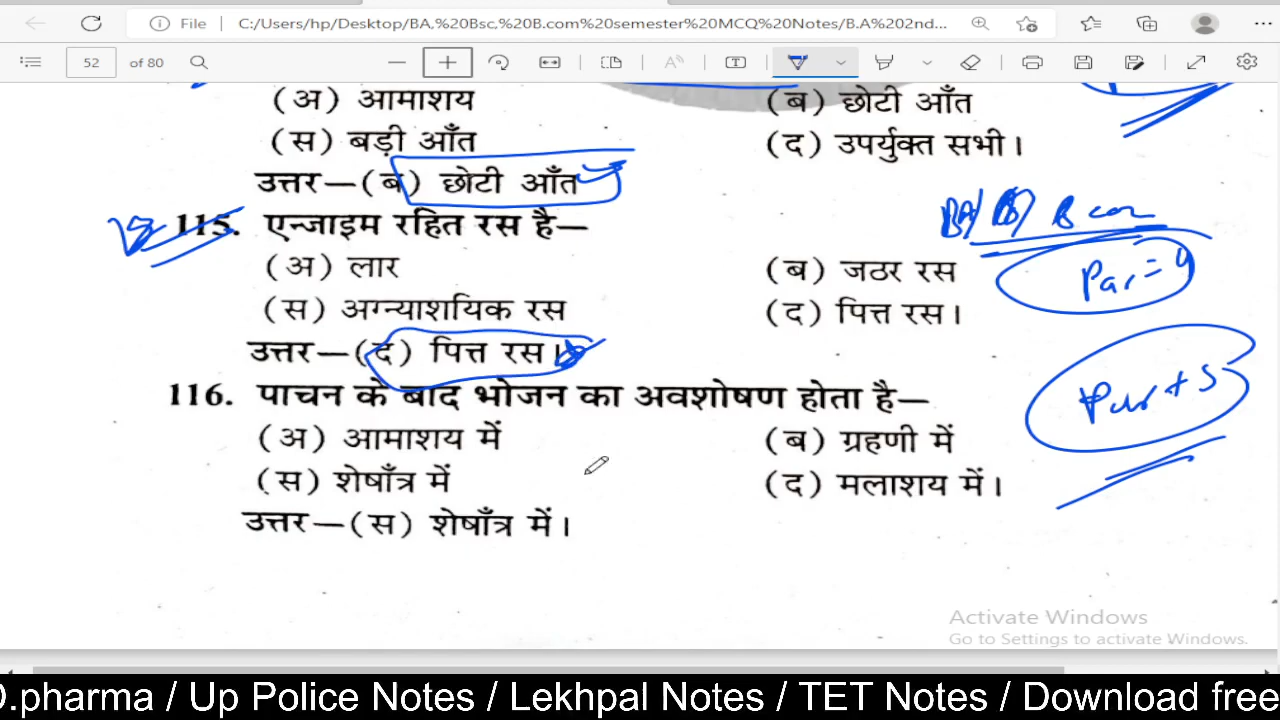 File C:/Users/hp/Desktop/BA,%20Bsc,%20B.com%20semester%20MCQ%20Notes/B.A%202nd...
52 of 80
(अ) आमाशय (ब) छोटी आँत
(स) बड़ी आँत (द) उपर्युक्त सभी।
उत्तर—(ब) छोटी आँत
BA/ B com
115. एन्जाइम रहित रस है—
(अ) लार (ब) जठर रस
(स) अग्न्याशयिक रस (द) पित्त रस।
उत्तर—(द) पित्त रस।
116. पाचन के बाद भोजन का अवशोषण होता है—
(अ) आमाशय में (ब) ग्रहणी में
(स) शेषाँत्र में (द) मलाशय में।
उत्तर—(स) शेषाँत्र में।
Activate Windows
Go to Settings to activate Windows.
D.pharma / Up Police Notes / Lekhpal Notes / TET Notes / Download free